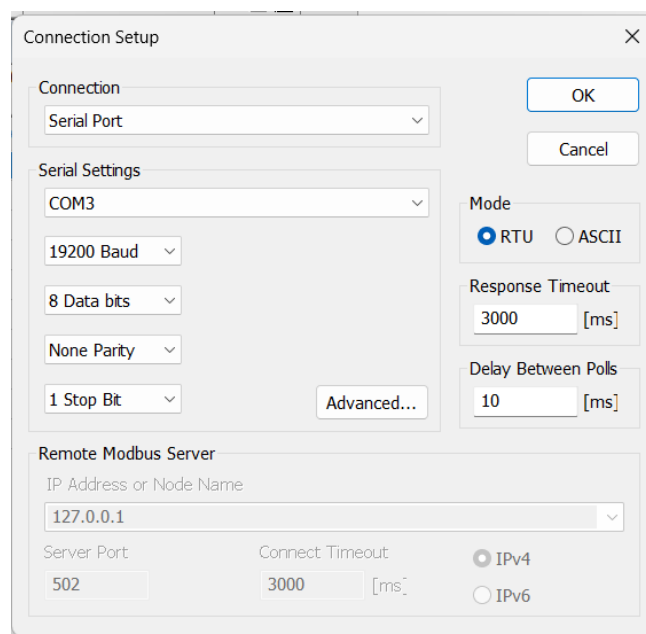 Connection Setup
Connection
OK
Serial Port
Cancel
Serial Settings
COM3
Mode
RTU ASCII
19200 Baud
8 Data bits
Response Timeout
3000 [ms]
None Parity
Delay Between Polls
1 Stop Bit
Advanced...
10 [ms]
Remote Modbus Server
IP Address or Node Name
127.0.0.1
Server Port Connect Timeout
IPv4
502 3000 [ms]
IPv6